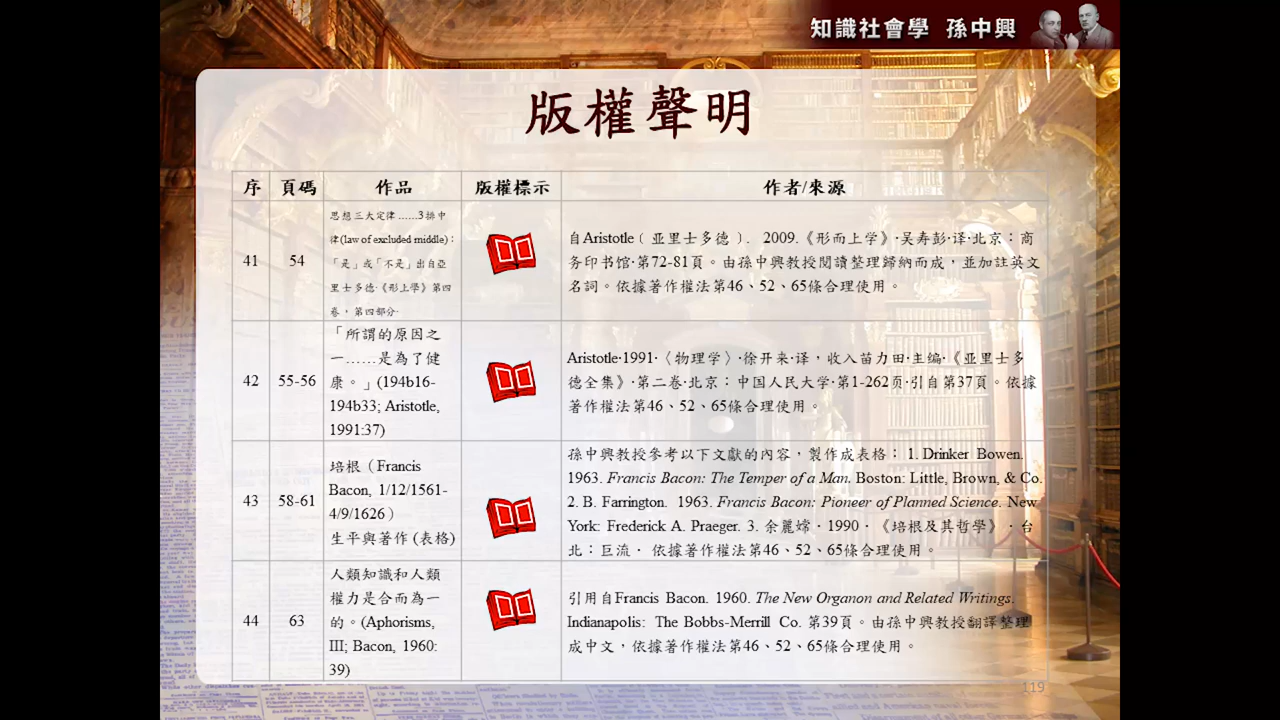 知識社會學 孫中興
版權聲明
序 頁碼 作品 版權標示 作者/來源
41 54
思想三大定律 ……3排中
律(law of excluded middle)：
「是」或「不是」出自亞
里士多德·《形上學》第四
卷，第四部分·
自Aristotle﹝亞里士多德﹞. 2009.《形而上学》·吴寿彭·译·北京：商
务印书馆·第72-81頁。由孫中興教授閱讀整理歸納而成，並加註英文
名詞。依據著作權法第46、52、65條合理使用。
42 55-56
「所謂的原因之
一……是為了健
」(194b16-
194b33; Aristotle,
1991:37)
Aristotle·1991·〈物理学〉·徐开来·译，收入苗力田·主编·《亚里士多
德全集》·第二卷·北京：中国人民大学·第1-262页·引自第37頁。依據
著作權法第46、52、65條合理使用。
43 58-61
培根（Francis
Bacon, 1/12/1561-
4/9/1626）
生平與著作 (表格)
孫中興教授參考以下文獻的內容，製作成表格： 1. Drinker Bowen.
Francis Bacon: The Temper of a Man. Boston: Little, Brown, & Co
2. Francis Bacon: Pioneer of Planned Science. New
York: Frederick A. Praeger. 3. 1990.《培根及其哲學》．台
北：巨流． 依據著作權法第46、52、65條合理使用。
44 63
類知識和人類
權力是合而為一
(Aphorisms,
III; Bacon, 1960:
39)
引用自Francis Bacon. 1960. The New Organon and Related Writings.
Indianapolis: The Bobbs-Merrill Co. 第39頁。由孫中興教授翻譯整理
成中文，依據著作權法第46、52、65條合理使用。
119